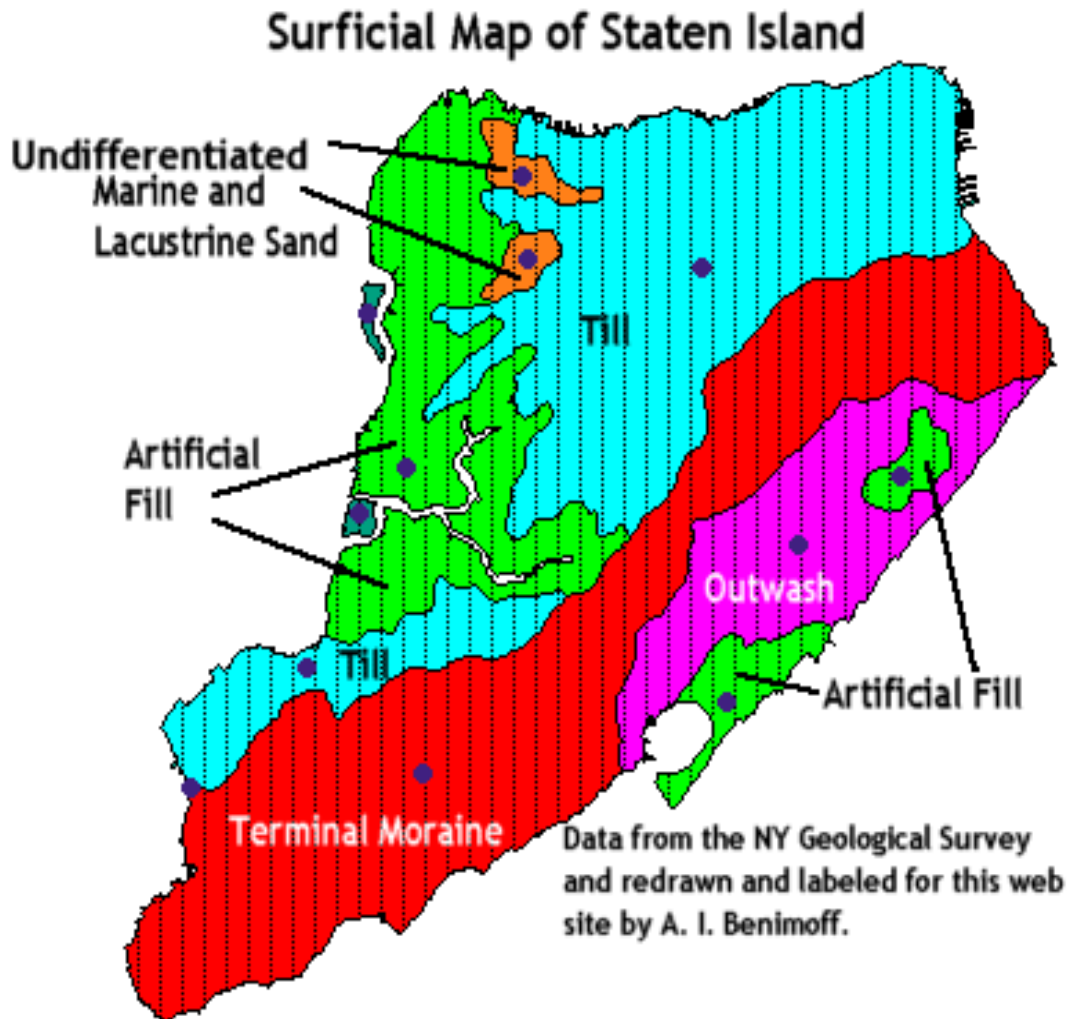 Surficial Map of Staten Island
Undifferentiated
Marine and
Lacustrine Sand
Till
Artificial
Fill
Outwash
Till
Artificial Fill
Terminal Moraine
Data from the NY Geological Survey
and redrawn and labeled for this web
site by A. I. Benimoff.